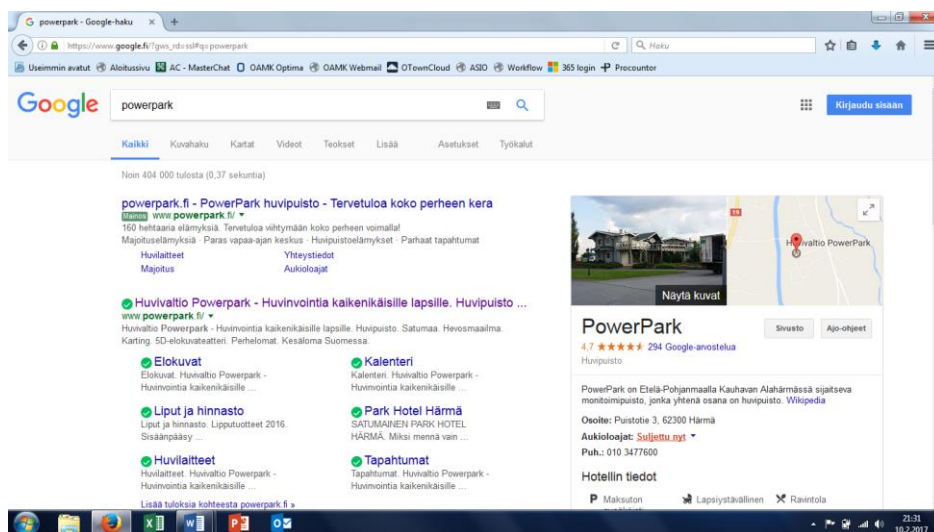 powerpark - Google-haku
https://www.google.fi/?gws_rd=ssl#q=powerpark
Haku
Useimmin avatut Aloitussivu AC - MasterChat OAMK Optima OAMK Webmail OTownCloud ASIO Workflow 365 login Procountor
Google powerpark Kirjaudu sisään
Kaikki Kuvahaku Kartat Videot Teokset Lisää Asetukset Työkalut
Noin 404 000 tulosta (0,37 sekuntia)
powerpark.fi - PowerPark huvipuisto - Tervetuloa koko perheen kera
Mainos www.powerpark.fi/
160 hehtaaria elämyksiä. Tervetuloa viihtymään koko perheen voimalla!
Majoituselämyksiä · Paras vapaa-ajan keskus · Huvipuistoelämykset · Parhaat tapahtumat
Huvilaitteet Yhteystiedot
Majoitus Aukioloajat
Huvivaltio Powerpark - Huvinvointia kaikenikäisille lapsille. Huvipuisto ...
www.powerpark.fi/
Huvivaltio Powerpark - Huvinvointia kaikenikäisille lapsille. Huvipuisto. Satumaa. Hevosmaailma.
Karting. 5D-elokuvateatteri. Perhelomat. Kesäloma Suomessa.
Elokuvat
Elokuvat. Huvivaltio Powerpark -
Huvinvointia kaikenikäisille ...
Kalenteri
Kalenteri. Huvivaltio Powerpark -
Huvinvointia kaikenikäisille ...
Liput ja hinnasto
Liput ja hinnasto. Lipputuotteet 2016.
Sisäänpääsy ...
Park Hotel Härmä
SATUMAINEN PARK HOTEL
HÄRMÄ. Miksi mennä vain ...
Huvilaitteet
Huvilaitteet. Huvivaltio Powerpark -
Huvinvointia kaikenikäisille ...
Tapahtumat
Tapahtumat. Huvivaltio Powerpark -
Huvinvointia kaikenikäisille ...
Lisää tuloksia kohteesta powerpark.fi »
19
Huvivaltio PowerPark
Näytä kuvat
PowerPark
Sivusto Ajo-ohjeet
4,7 294 Google-arvostelua
Huvipuisto
PowerPark on Etelä-Pohjanmaalla Kauhavan Alahärmässä sijaitseva
monitoimipuisto, jonka yhtenä osana on huvipuisto. Wikipedia
Osoite: Puistotie 3, 62300 Härmä
Aukioloajat: Suljettu nyt
Puh.: 010 3477600
Hotellin tiedot
P Maksuton Lapsiystävällinen Ravintola
21:31
10.2.2017